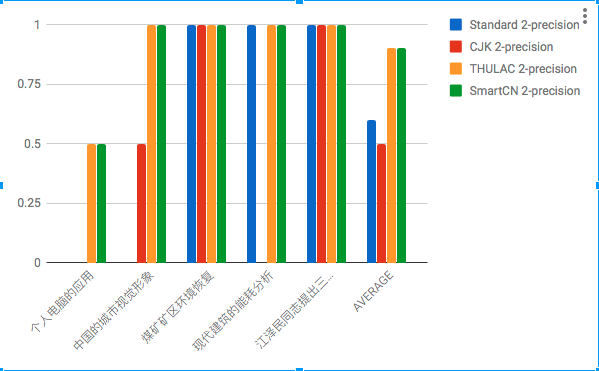 1
0.75
0.5
0.25
0
个人电脑的应用
中国的城市视觉形象
煤矿矿区环境恢复
现代建筑的能耗分析
江泽民同志提出三...
AVERAGE
Standard 2-precision
CJK 2-precision
THULAC 2-precision
SmartCN 2-precision